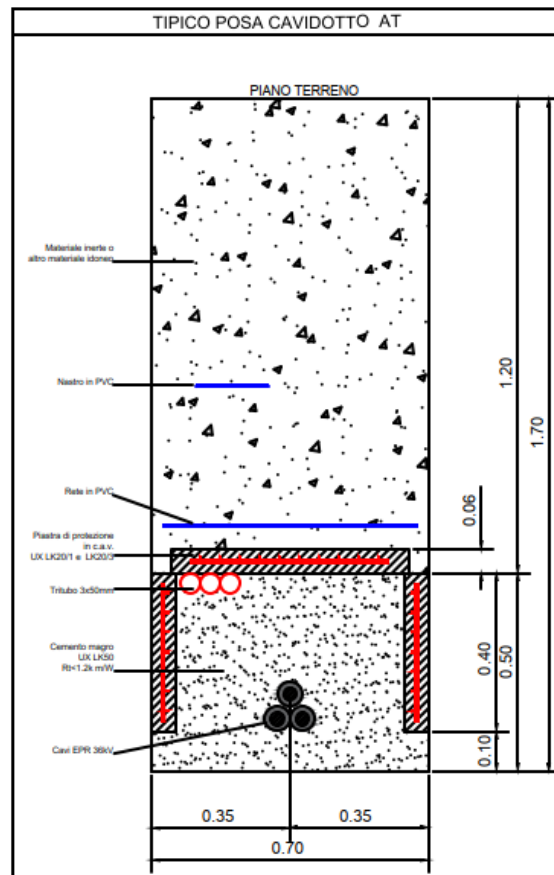 TIPICO POSA CAVIDOTTO AT
PIANO TERRENO
Materiale inerte o
altro materiale idoneo
Nastro in PVC
Rete in PVC
Piastra di protezione
in c.a.v.
UX LK20/1 e LK20/3
Tritubo 3x50mm
Cemento magro
UX LK50
Rt<1.2k m/W
Cavi EPR 36kV
1.20
1.70
0.06
0.40
0.50
0.10
0.35
0.35
0.70